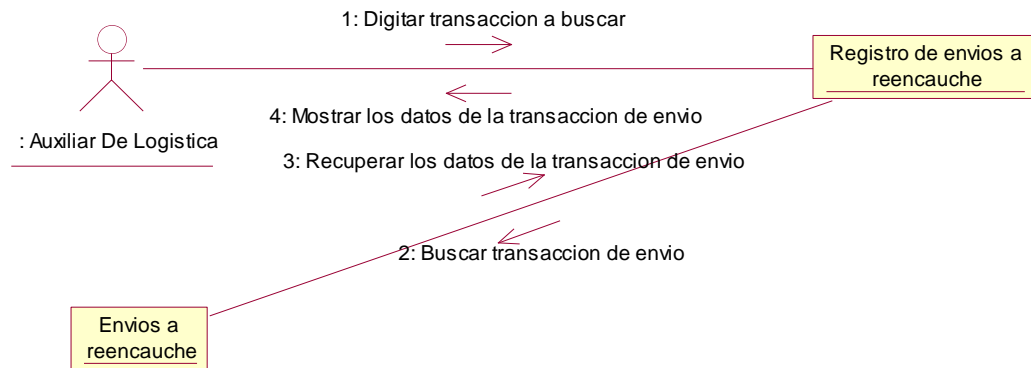 1: Digitar transaccion a buscar
Registro de envios a
reencauche
4: Mostrar los datos de la transaccion de envio
: Auxiliar De Logistica
3: Recuperar los datos de la transaccion de envio
2: Buscar transaccion de envio
Envios a
reencauche